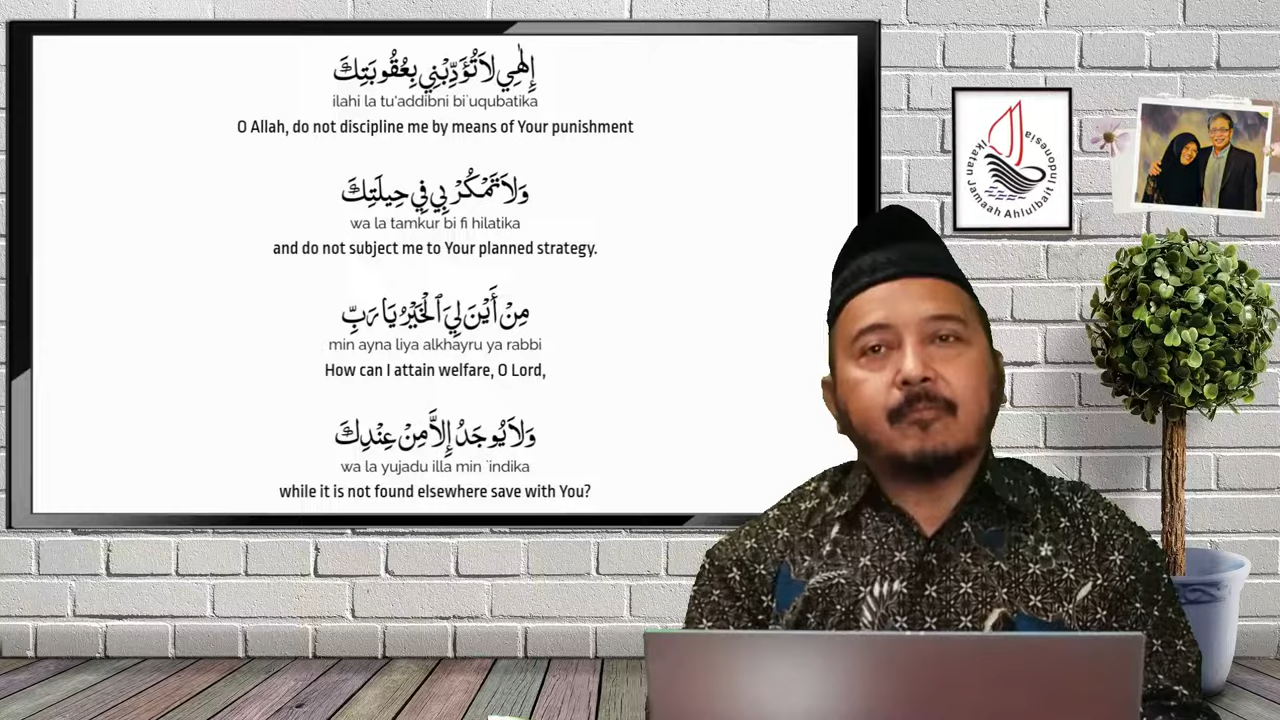 إِلٰهِي لَاتُؤَدِّبْنِي بِعُقُوبَتِكَ
ilahi la tu'addibni bi`uqubatika
O Allah, do not discipline me by means of Your punishment
وَلَاتَمْكُرْ بِي فِي حِيلَتِكَ
wa la tamkur bi fi hilatika
and do not subject me to Your planned strategy.
مِنْ أَيْنَ لِيَ ٱلْخَيْرُ يَا رَبِّ
min ayna liya alkhayru ya rabbi
How can I attain welfare, O Lord,
وَلَا يُوجَدُ إِلَّا مِنْ عِنْدِكَ
wa la yujadu illa min `indika
while it is not found elsewhere save with You?
Ikatan Jamaah Ahlulbait Indonesia